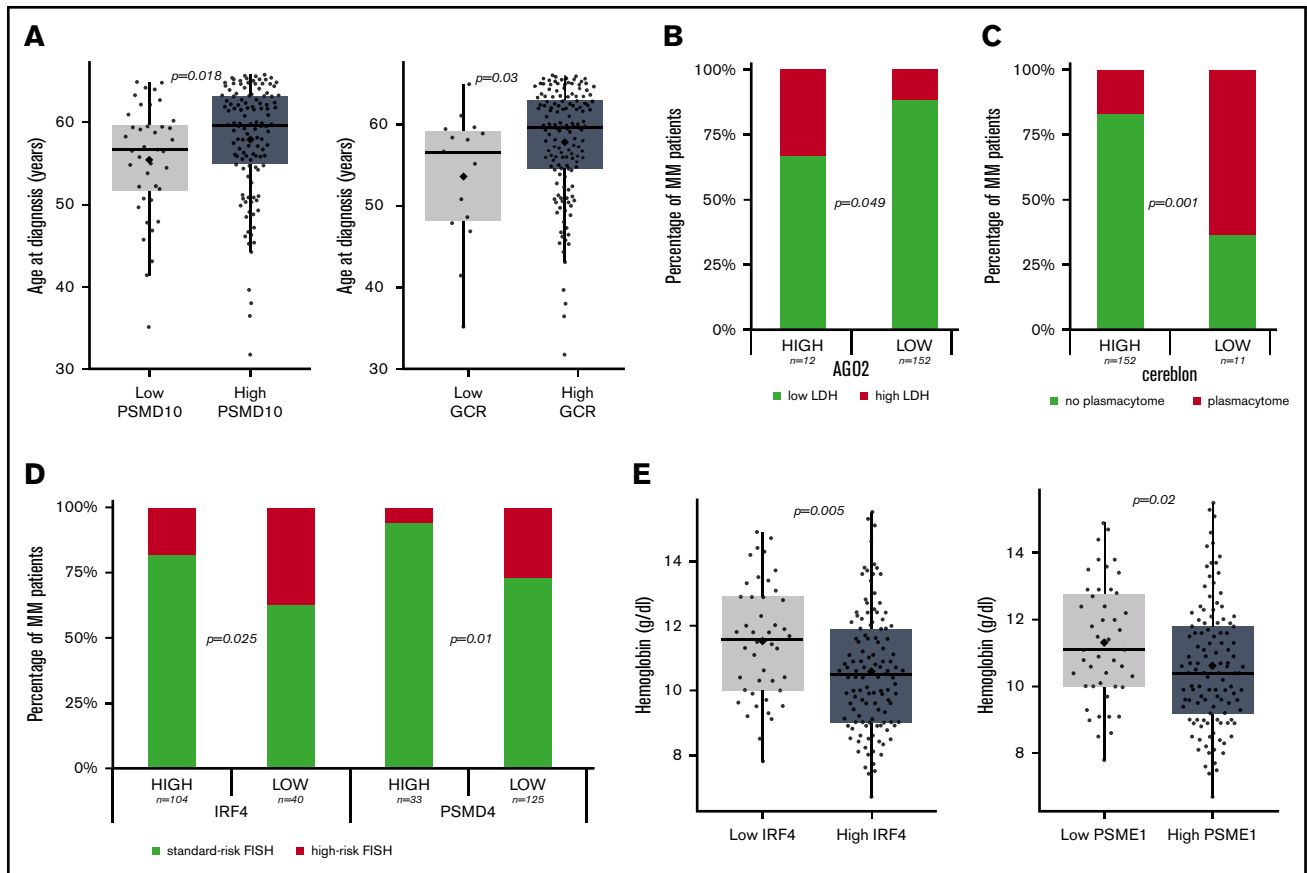 A
Age at diagnosis (years)
60
50
40
30
p=0.018
Low
PSMD10
High
PSMD10
Age at diagnosis (years)
60
50
40
30
p=0.03
Low
GCR
High
GCR
B
Percentage of MM patients
100%
75%
50%
25%
0%
p=0.049
HIGH
n=12
LOW
n=152
AGO2
low LDH
high LDH
C
Percentage of MM patients
100%
75%
50%
25%
0%
p=0.001
HIGH
n=152
LOW
n=11
cereblon
no plasmacytome
plasmacytome
D
Percentage of MM patients
100%
75%
50%
25%
0%
p=0.025
p=0.01
HIGH
n=104
LOW
n=40
HIGH
n=33
LOW
n=125
IRF4
PSMD4
standard-risk FISH
high-risk FISH
E
Hemoglobin (g/dl)
14
12
10
8
p=0.005
Low IRF4
High IRF4
Hemoglobin (g/dl)
14
12
10
8
p=0.02
Low PSME1
High PSME1